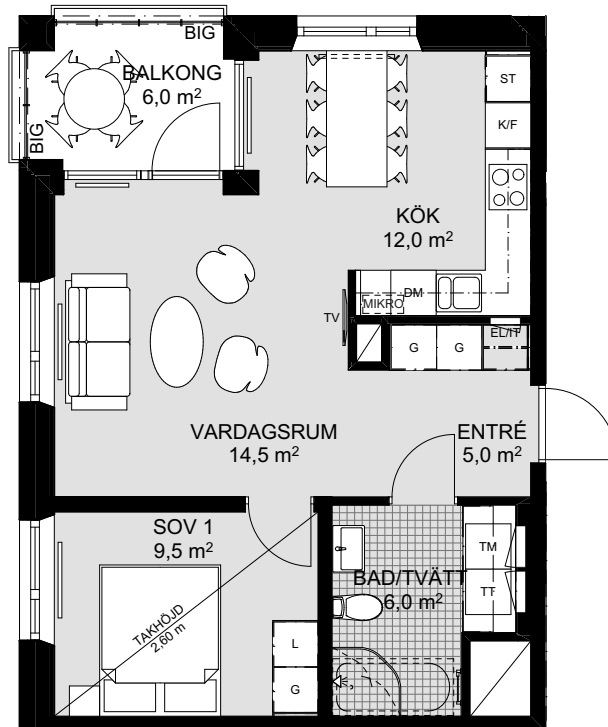 BIG
BALKONG
6,0 m²
BIG
ST
K/F
KÖK
12,0 m²
MIKRO
DM
TV
G
G
EL/IT
VARDAGSRUM
14,5 m²
ENTRÉ
5,0 m²
SOV 1
9,5 m²
TM
BAD/TVÄTT
6,0 m²
TT
TAKHÖJD
2,60 m
L
G